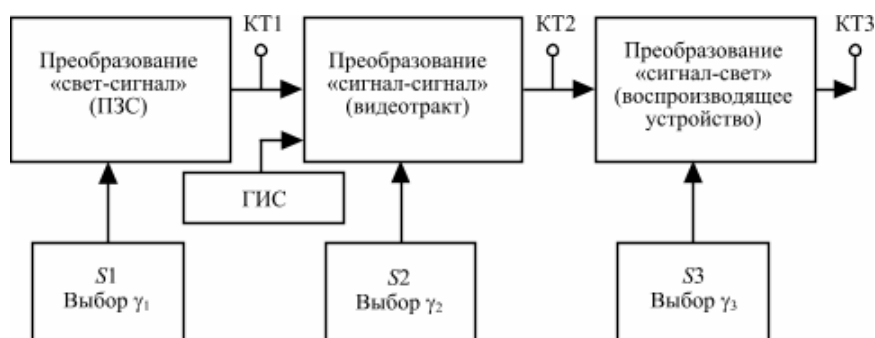 КТ1
КТ2
КТ3
Преобразование
«свет-сигнал»
(ПЗС)
Преобразование
«сигнал-сигнал»
(видеотракт)
Преобразование
«сигнал-свет»
(воспроизводящее
устройство)
ГИС
S1
Выбор γ₁
S2
Выбор γ₂
S3
Выбор γ₃